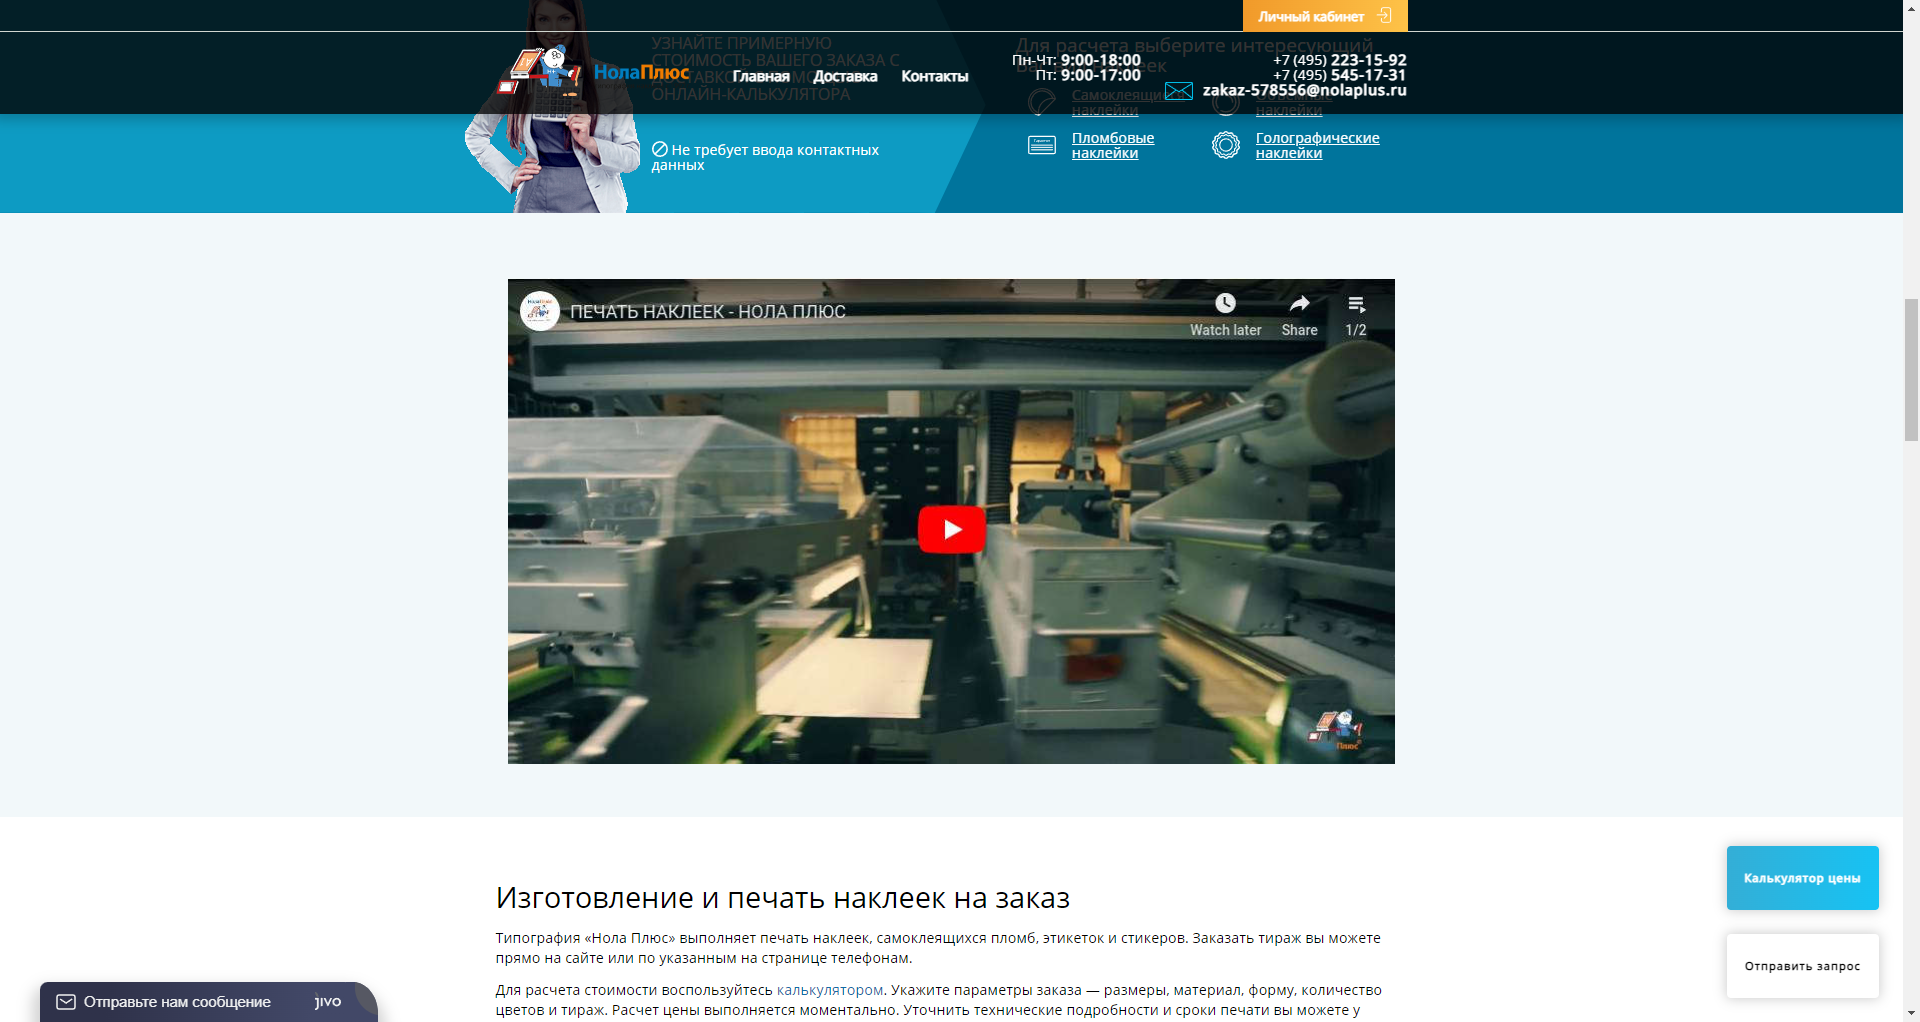 Личный кабинет
НолаПлюс
Главная
Доставка
Контакты
Пн-Чт: 9:00-18:00
Пт: 9:00-17:00
+7 (495) 223-15-92
+7 (495) 545-17-31
zakaz-578556@nolaplus.ru
УЗНАЙТЕ ПРИМЕРНУЮ
СТОИМОСТЬ ВАШЕГО ЗАКАЗА С
ОНЛАЙН-КАЛЬКУЛЯТОРА
Не требует ввода контактных
данных
Для расчета выберите интересующий
наклейки
наклейки
Пломбовые
наклейки
Голографические
наклейки
ПЕЧАТЬ НАКЛЕЕК - НОЛА ПЛЮС
Watch later
Share
1/2
Изготовление и печать наклеек на заказ
Типография «Нола Плюс» выполняет печать наклеек, самоклеящихся пломб, этикеток и стикеров. Заказать тираж вы можете
прямо на сайте или по указанным на странице телефонам.
Для расчета стоимости воспользуйтесь калькулятором. Укажите параметры заказа — размеры, материал, форму, количество
цветов и тираж. Расчет цены выполняется моментально. Уточнить технические подробности и сроки печати вы можете у
Калькулятор цены
Отправить запрос
Отправьте нам сообщение
jivo